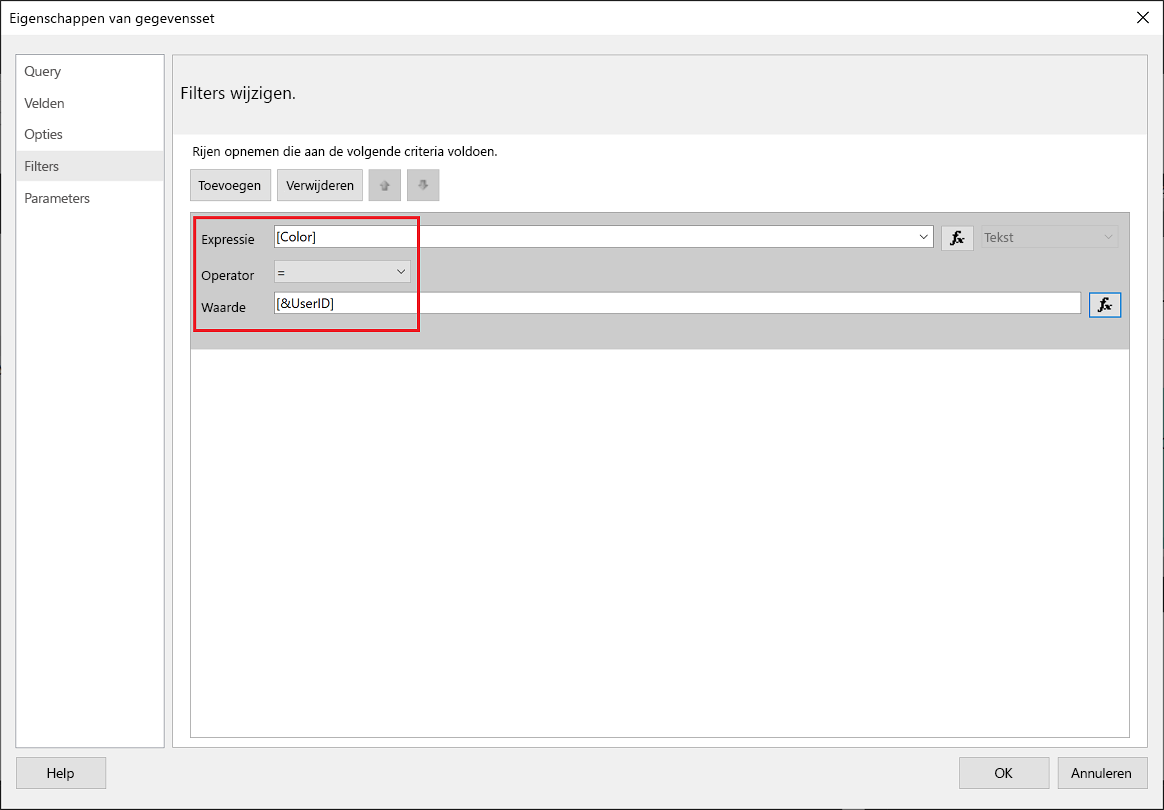 Eigenschappen van gegevensset
Query
Velden
Opties
Filters
Parameters
Filters wijzigen.
Rijen opnemen die aan de volgende criteria voldoen.
Toevoegen Verwijderen
Expressie [Color] fx Tekst
Operator =
Waarde [&UserID] fx
Help OK Annuleren